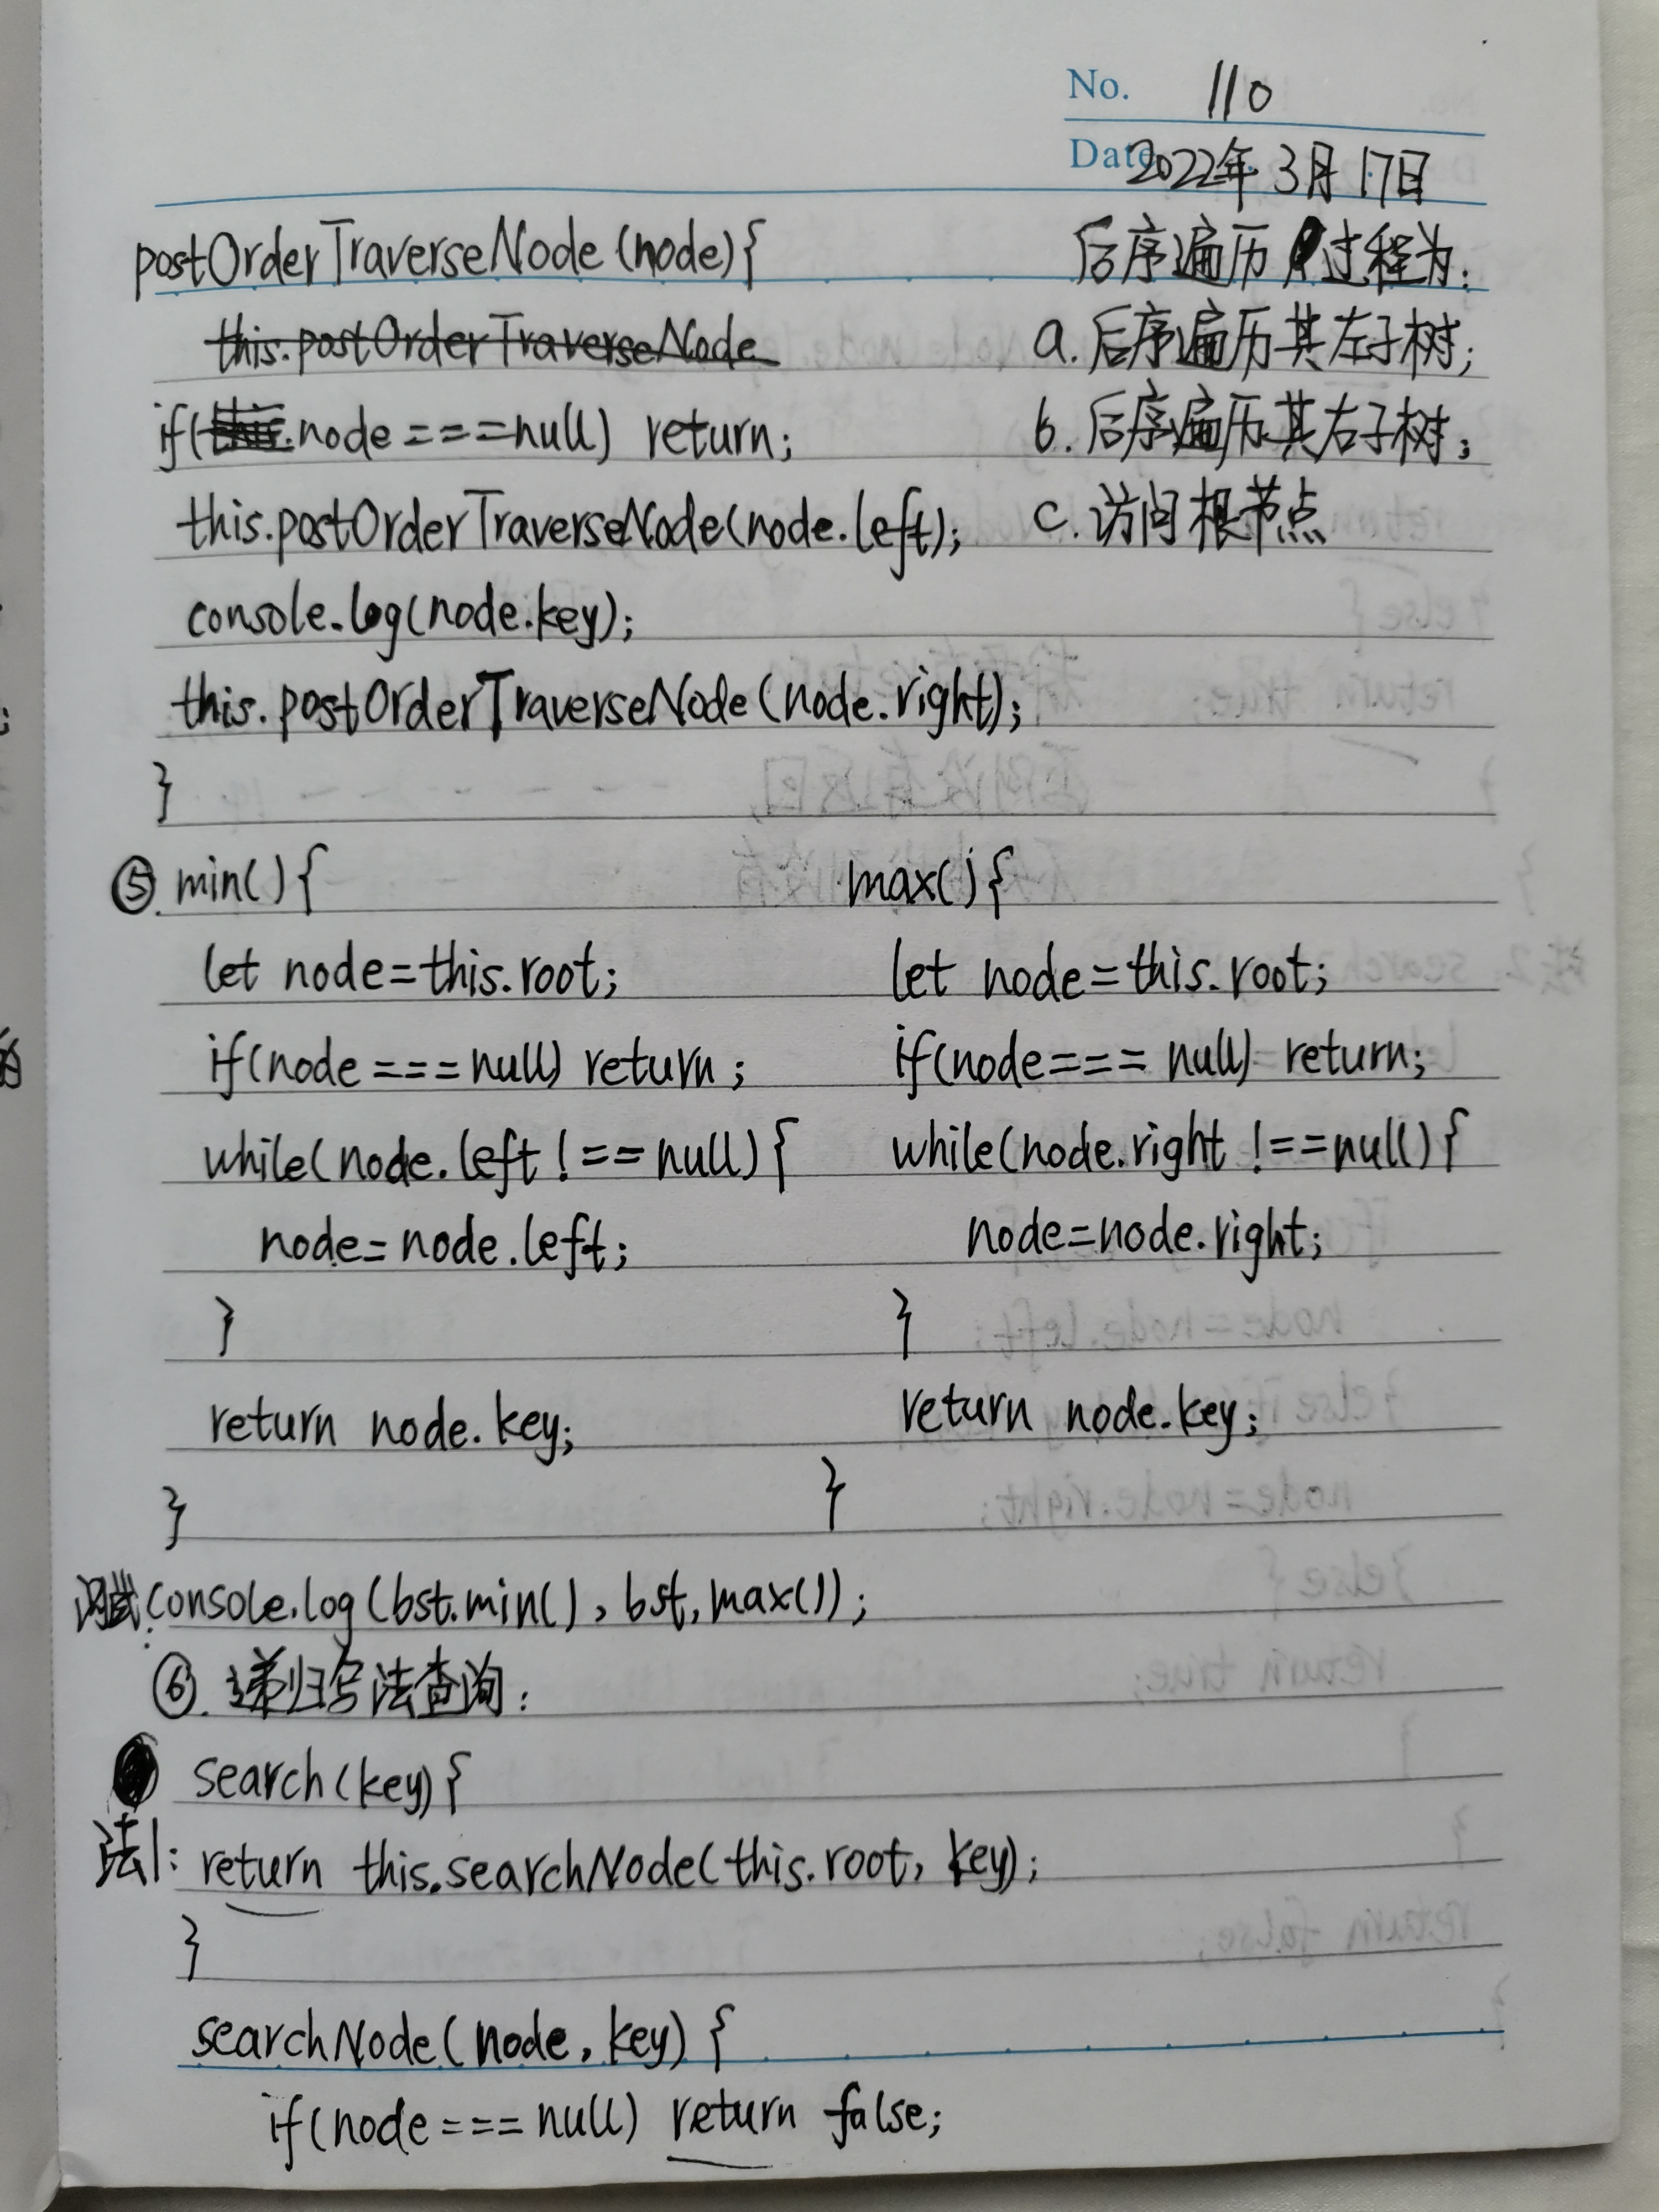 No. 110
Date 2022年3月17日
postOrderTraverseNode(node){ 后序遍历过程为:
this.postOrderTraverseNode a.后序遍历其左子树;
if(this.node===null) return; b.后序遍历其右子树;
this.postOrderTraverseNode(node.left); c.访问根节点
console.log(node.key);
this.postOrderTraverseNode(node.right);
}
⑤.min(){ max(){
let node=this.root; let node=this.root;
if(node===null) return; if(node===null) return;
while(node.left!==null){ while(node.right!==null){
node=node.left; node=node.right;
} }
return node.key; return node.key;
} }
测试:console.log(bst.min(),bst,max());
⑥.递归写法查询:
search(key){
法1:return this.searchNode(this.root,key);
}
searchNode(node,key){
if(node===null) return false;